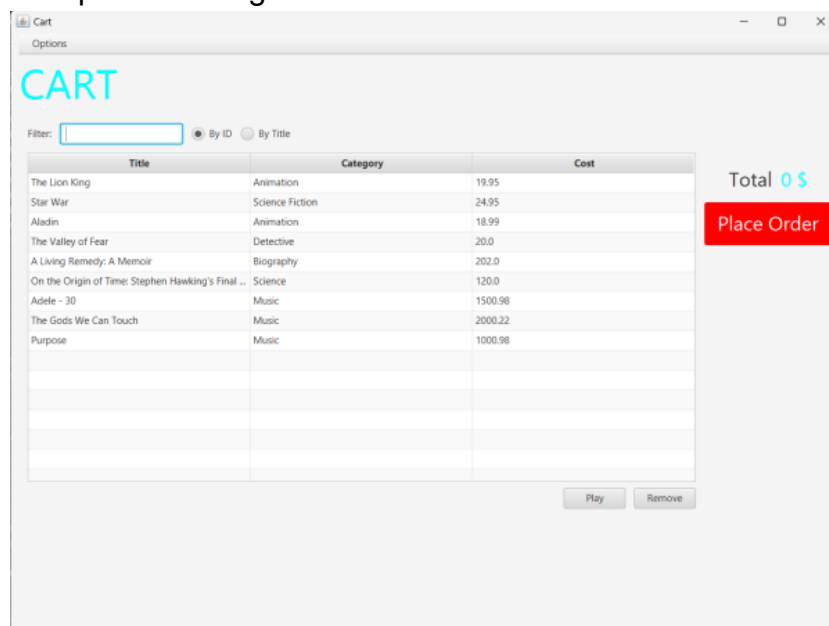 Cart
Options
CART
Filter: By ID By Title
Title Category Cost
The Lion King Animation 19.95
Star War Science Fiction 24.95
Aladin Animation 18.99
The Valley of Fear Detective 20.0
A Living Remedy: A Memoir Biography 202.0
On the Origin of Time: Stephen Hawking's Final ... Science 120.0
Adele - 30 Music 1500.98
The Gods We Can Touch Music 2000.22
Purpose Music 1000.98
Total 0 $
Place Order
Play Remove